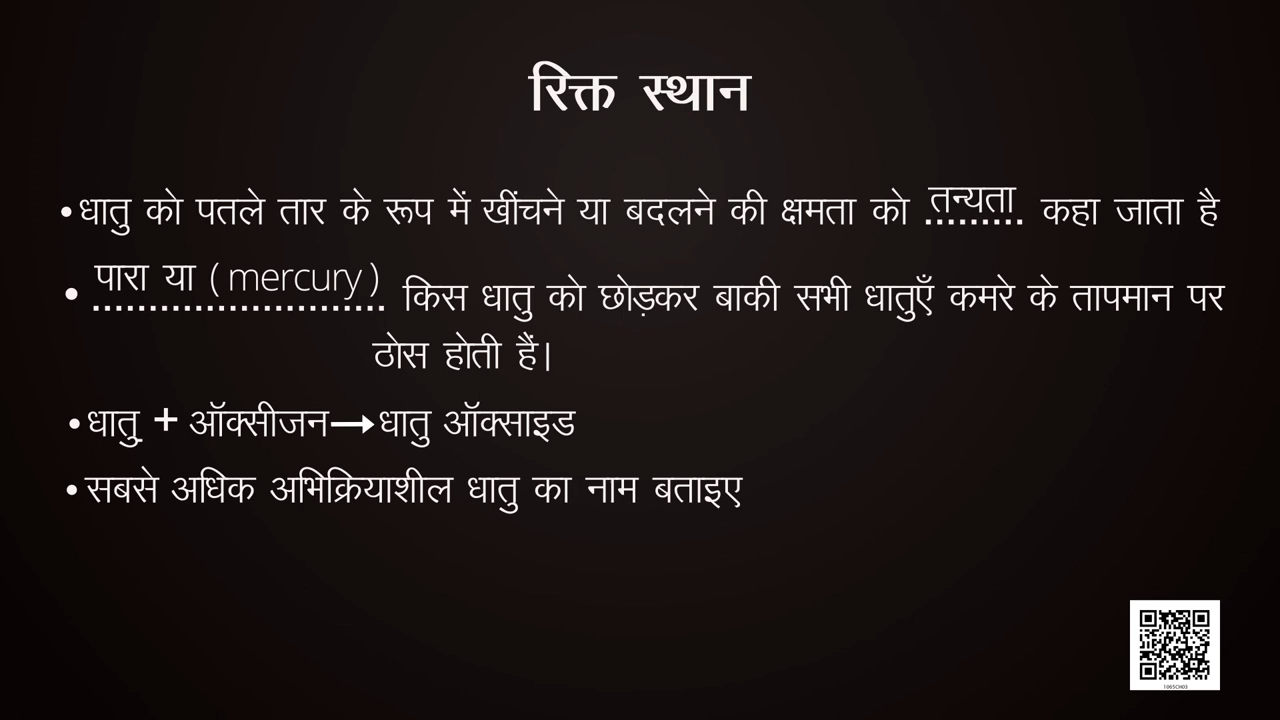 रिक्त स्थान
•धातु को पतले तार के रूप में खींचने या बदलने की क्षमता को तन्यता कहा जाता है
• पारा या (mercury) किस धातु को छोड़कर बाकी सभी धातुएँ कमरे के तापमान पर
ठोस होती हैं।
•धातु + ऑक्सीजन→धातु ऑक्साइड
•सबसे अधिक अभिक्रियाशील धातु का नाम बताइए
1065CH03